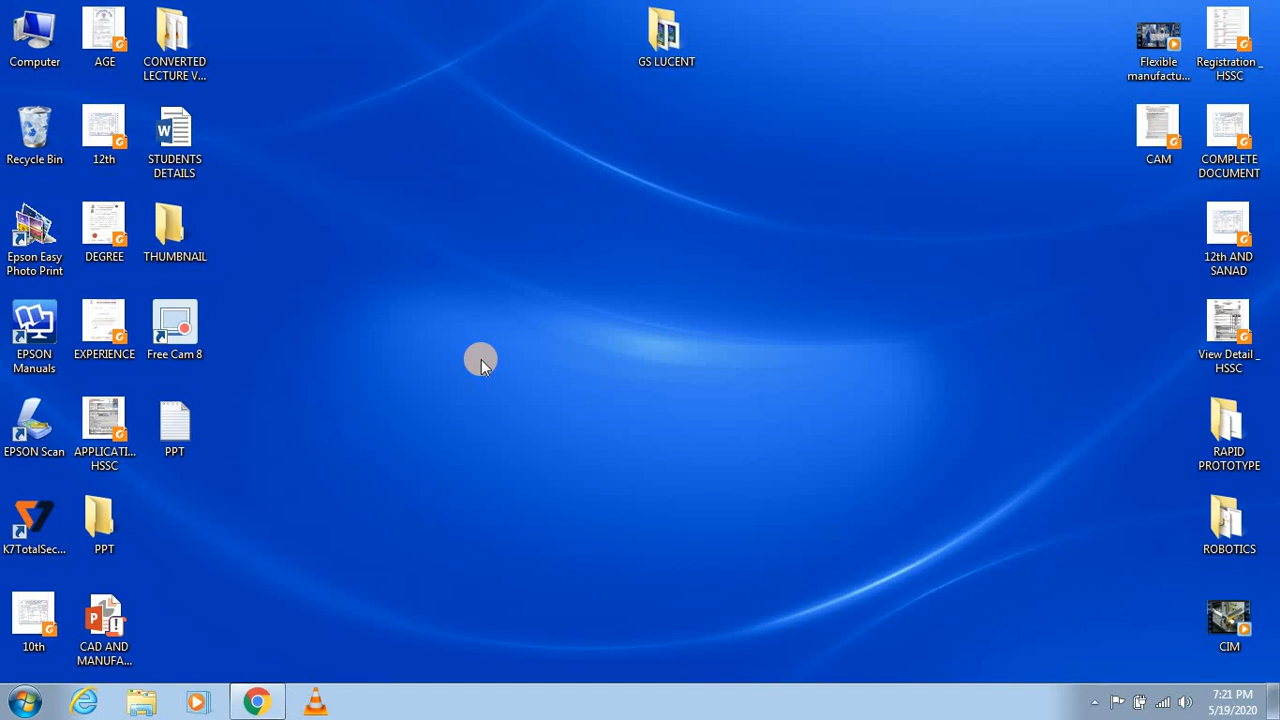 Computer
AGE
CONVERTED
LECTURE V...
GS LUCENT
Flexible
manufactu...
Registration _
HSSC
Recycle Bin
12th
STUDENTS
DETAILS
CAM
COMPLETE
DOCUMENT
Epson Easy
Photo Print
DEGREE
THUMBNAIL
12th AND
SANAD
EPSON
Manuals
EXPERIENCE
Free Cam 8
View Detail _
HSSC
EPSON Scan
APPLICATI...
HSSC
PPT
RAPID
PROTOTYPE
K7TotalSec...
PPT
ROBOTICS
10th
CAD AND
MANUFA...
CIM
7:21 PM
5/19/2020